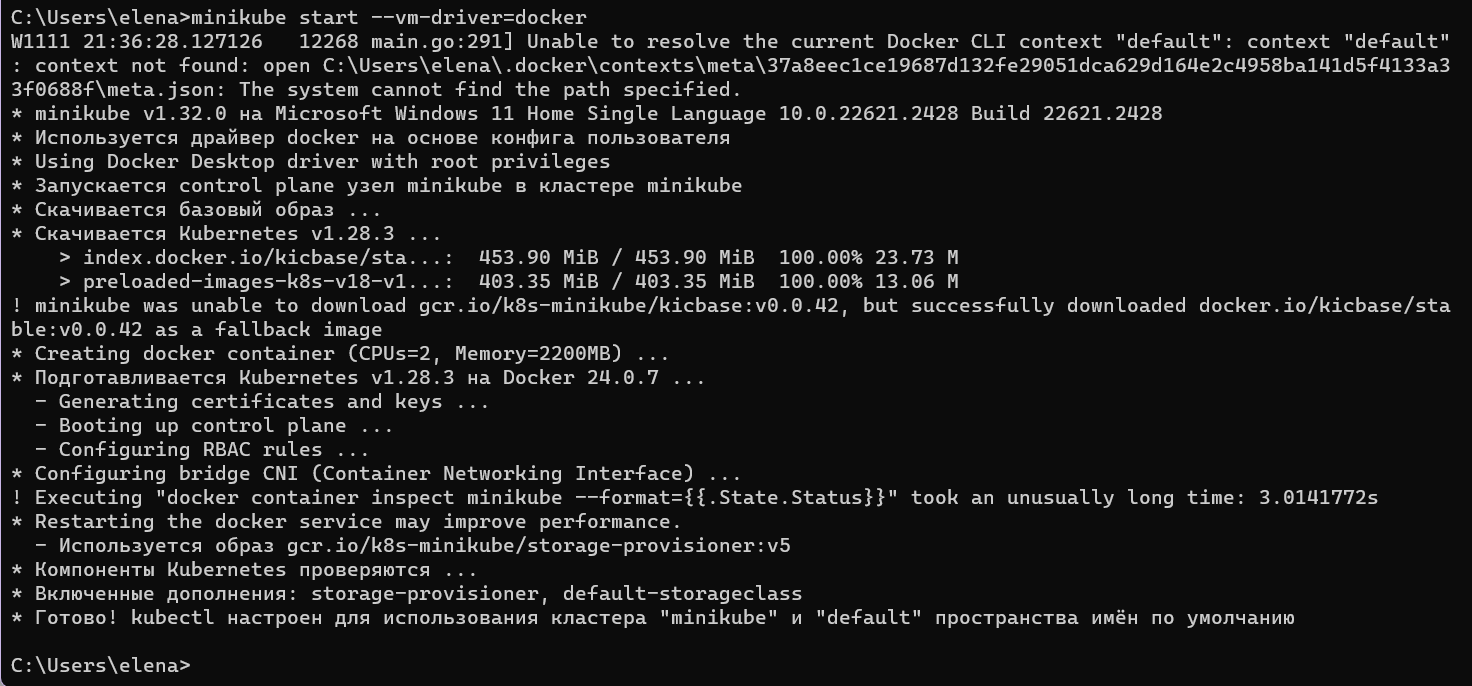 C:\Users\elena>minikube start --vm-driver=docker
W1111 21:36:28.127126   12268 main.go:291] Unable to resolve the current Docker CLI context "default": context "default"
: context not found: open C:\Users\elena\.docker\contexts\meta\37a8eec1ce19687d132fe29051dca629d164e2c4958ba141d5f4133a3
3f0688f\meta.json: The system cannot find the path specified.
* minikube v1.32.0 на Microsoft Windows 11 Home Single Language 10.0.22621.2428 Build 22621.2428
* Используется драйвер docker на основе конфига пользователя
* Using Docker Desktop driver with root privileges
* Запускается control plane узел minikube в кластере minikube
* Скачивается базовый образ ...
* Скачивается Kubernetes v1.28.3 ...
    > index.docker.io/kicbase/sta...:  453.90 MiB / 453.90 MiB  100.00% 23.73 M
    > preloaded-images-k8s-v18-v1...:  403.35 MiB / 403.35 MiB  100.00% 13.06 M
! minikube was unable to download gcr.io/k8s-minikube/kicbase:v0.0.42, but successfully downloaded docker.io/kicbase/sta
ble:v0.0.42 as a fallback image
* Creating docker container (CPUs=2, Memory=2200MB) ...
* Подготавливается Kubernetes v1.28.3 на Docker 24.0.7 ...
  - Generating certificates and keys ...
  - Booting up control plane ...
  - Configuring RBAC rules ...
* Configuring bridge CNI (Container Networking Interface) ...
! Executing "docker container inspect minikube --format={{.State.Status}}" took an unusually long time: 3.0141772s
* Restarting the docker service may improve performance.
  - Используется образ gcr.io/k8s-minikube/storage-provisioner:v5
* Компоненты Kubernetes проверяются ...
* Включенные дополнения: storage-provisioner, default-storageclass
* Готово! kubectl настроен для использования кластера "minikube" и "default" пространства имён по умолчанию
C:\Users\elena>